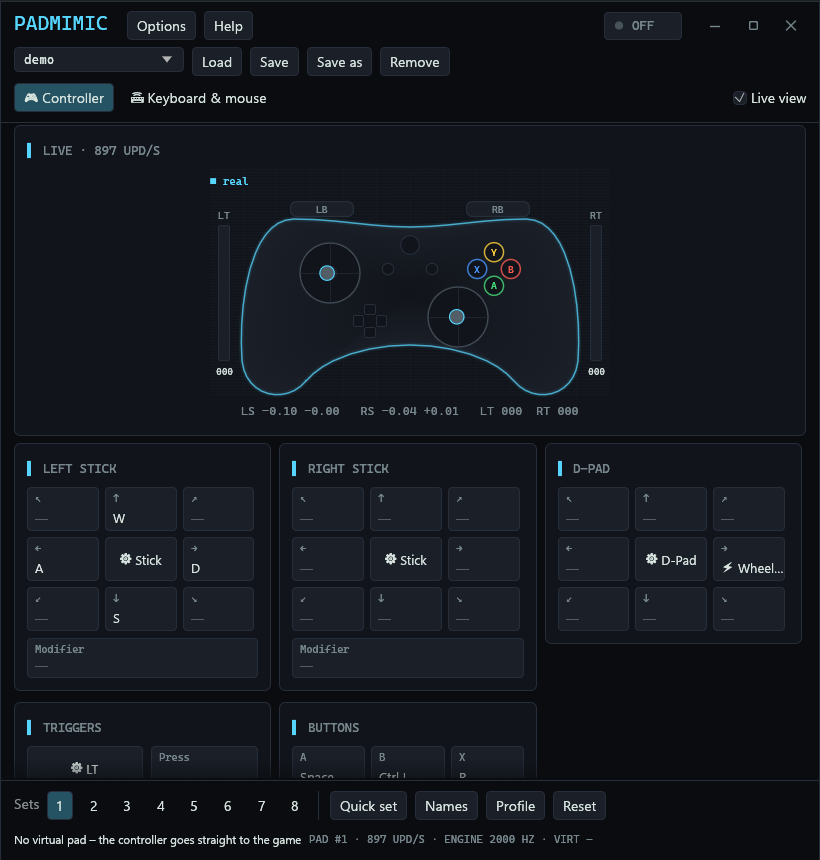 PADMIMIC Options Help OFF
demo Load Save Save as Remove
Controller Keyboard & mouse Live view
LIVE · 897 UPD/S
real
LB RB
LT RT
Y
X B
A
000 000
LS −0.10 −0.00 RS −0.04 +0.01 LT 000 RT 000
LEFT STICK RIGHT STICK D-PAD
↖ ↑ ↗ ↖ ↑ ↗ ↖ ↑ ↗
— W — — — — — — —
← → ← → ← →
A Stick D — Stick — — D-Pad Wheel...
↙ ↓ ↘ ↙ ↓ ↘ ↙ ↓ ↘
— S — — — — — — —
Modifier Modifier
— —
TRIGGERS BUTTONS
LT Press A B X
Space
Sets 1 2 3 4 5 6 7 8 Quick set Names Profile Reset
No virtual pad – the controller goes straight to the game PAD #1 · 897 UPD/S · ENGINE 2000 HZ · VIRT —